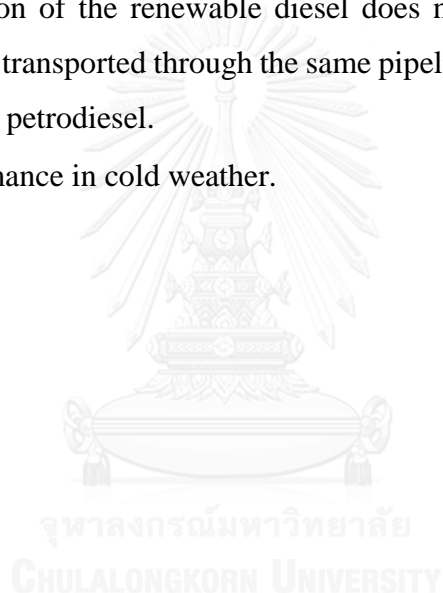 on of the renewable diesel does n
transported through the same pipel
petrodiesel.
nance in cold weather.
จุฬาลงกรณ์มหาวิทยาลัย
CHULALONGKORN UNIVERSITY